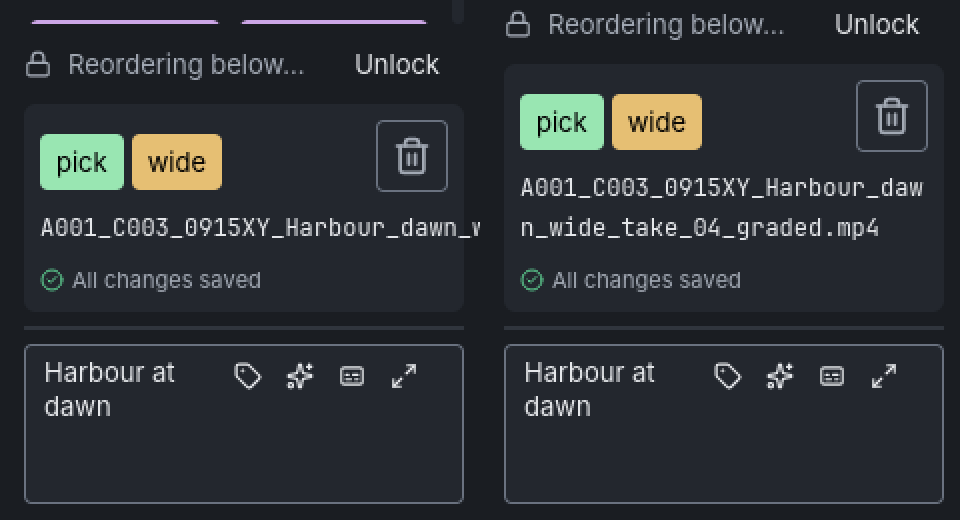 Reordering below... Unlock
pick wide
A001_C003_0915XY_Harbour_dawn_w
All changes saved
Harbour at
dawn
Reordering below... Unlock
pick wide
A001_C003_0915XY_Harbour_daw
n_wide_take_04_graded.mp4
All changes saved
Harbour at
dawn